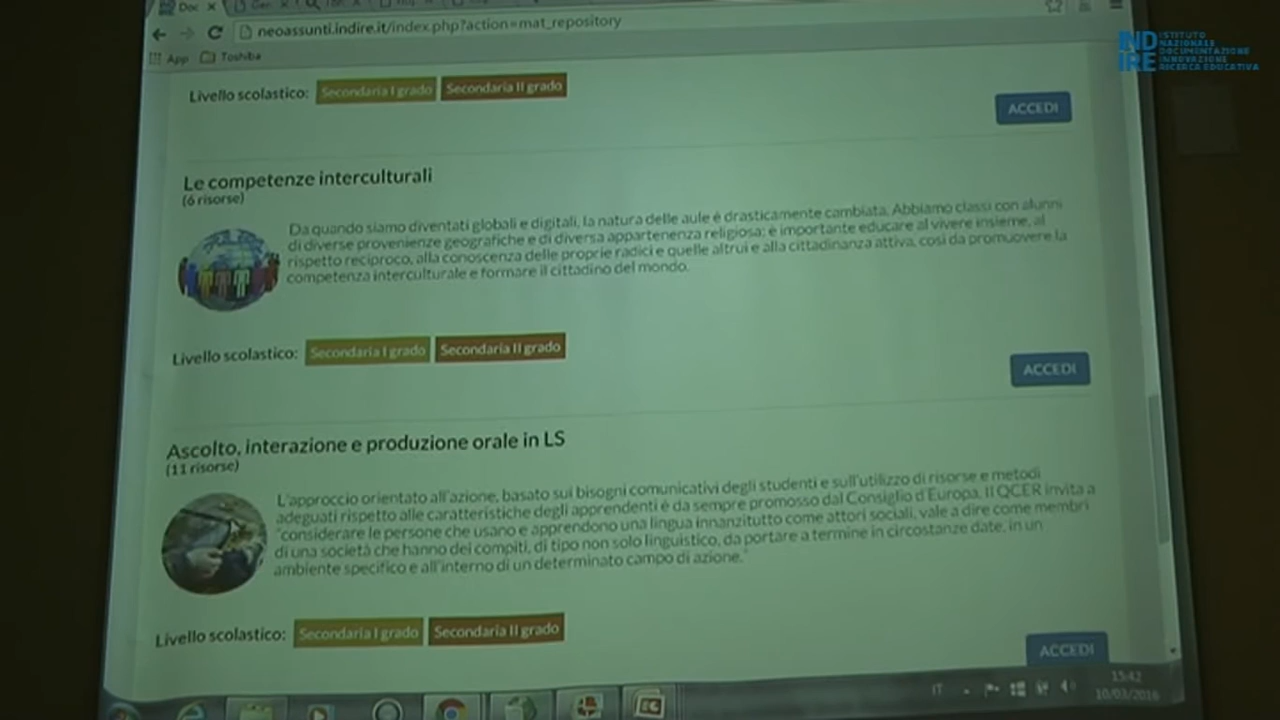 Doc
neoassunti.indire.it/index.php?action=mat_repository
App Toshiba
INDIRE ISTITUTO
NAZIONALE
DOCUMENTAZIONE
INNOVAZIONE
RICERCA EDUCATIVA
Livello scolastico: Secondaria I grado Secondaria II grado
ACCEDI
Le competenze interculturali
(6 risorse)
Da quando siamo diventati globali e digitali, la natura delle aule è drasticamente cambiata. Abbiamo classi con alunni
di diverse provenienze geografiche e di diversa appartenenza religiosa: è importante educare al vivere insieme, al
rispetto reciproco, alla conoscenza delle proprie radici e quelle altrui e alla cittadinanza attiva, così da promuovere la
competenza interculturale e formare il cittadino del mondo.
Livello scolastico: Secondaria I grado Secondaria II grado
ACCEDI
Ascolto, interazione e produzione orale in LS
(11 risorse)
L'approccio orientato all'azione, basato sui bisogni comunicativi degli studenti e sull'utilizzo di risorse e metodi
adeguati rispetto alle caratteristiche degli apprendenti è da sempre promosso dal Consiglio d'Europa. Il QCER invita a
"considerare le persone che usano e apprendono una lingua innanzitutto come attori sociali, vale a dire come membri
di una società che hanno dei compiti, di tipo non solo linguistico, da portare a termine in circostanze date, in un
ambiente specifico e all'interno di un determinato campo di azione."
Livello scolastico: Secondaria I grado Secondaria II grado
ACCEDI
IT
15:42
10/03/2016